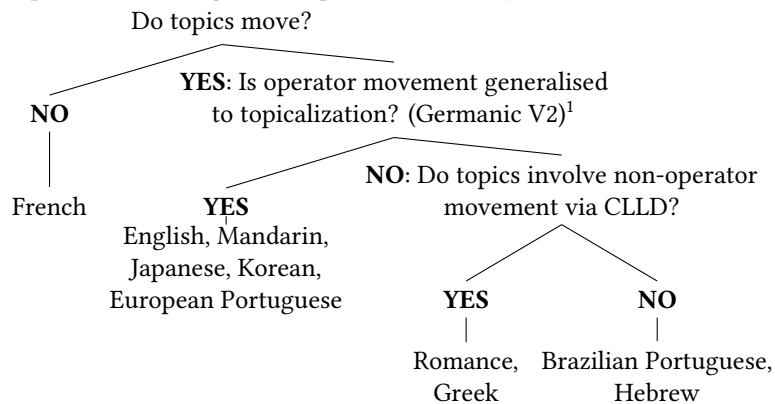 Do topics move?
YES: Is operator movement generalised
to topicalization? (Germanic V2)1
NO
NO: Do topics involve non-operator
movement via CLLD?
French
YES
English, Mandarin,
Japanese, Korean,
European Portuguese
YES
NO
Romance,
Greek
Brazilian Portuguese,
Hebrew